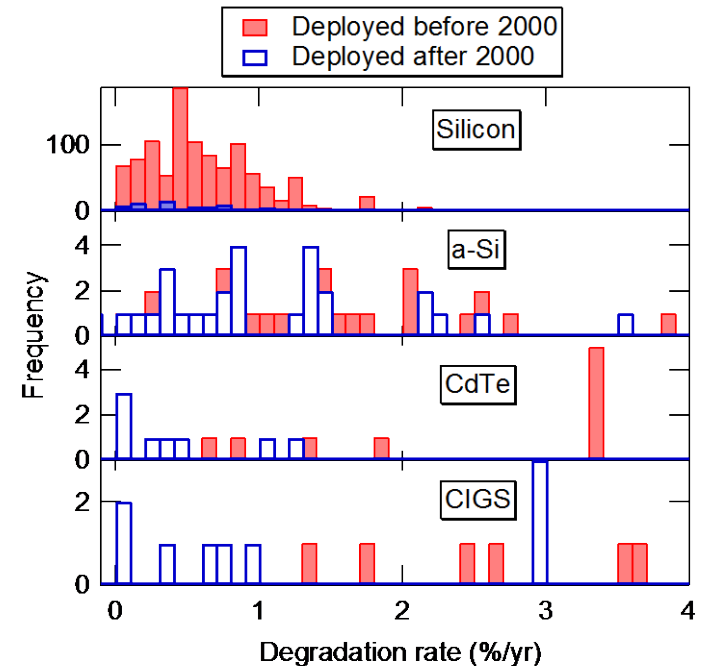 Deployed before 2000
Deployed after 2000
Silicon
100
0
a-Si
4
2
0
CdTe
4
2
0
CIGS
2
0
0 1 2 3 4
Frequency
Degradation rate (%/yr)